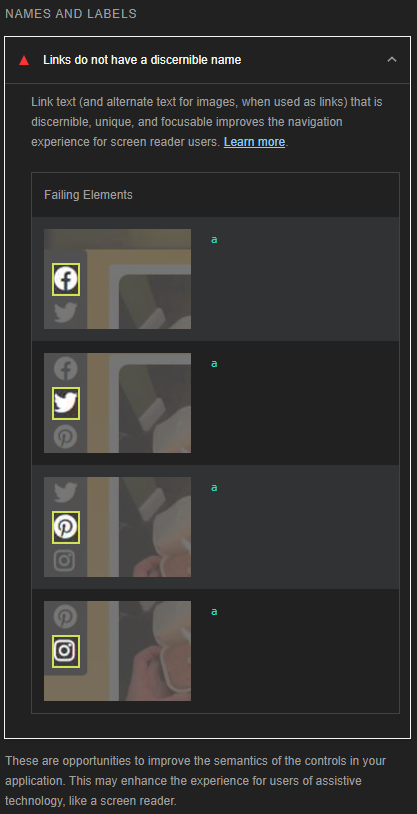 NAMES AND LABELS
Links do not have a discernible name
Link text (and alternate text for images, when used as links) that is
discernible, unique, and focusable improves the navigation
experience for screen reader users. Learn more.
Failing Elements
a
a
a
a
These are opportunities to improve the semantics of the controls in your
application. This may enhance the experience for users of assistive
technology, like a screen reader.